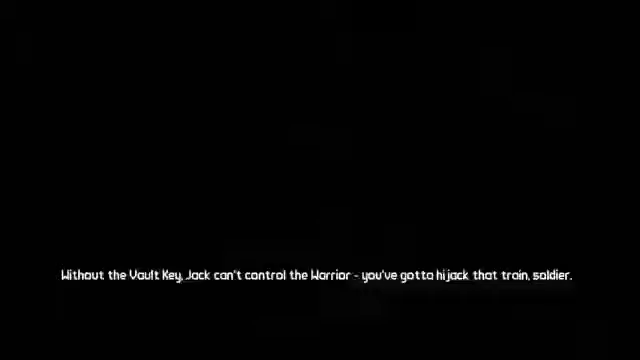 Without the Vault Key, Jack can't control the Warrior - you've gotta hijack that train, soldier.